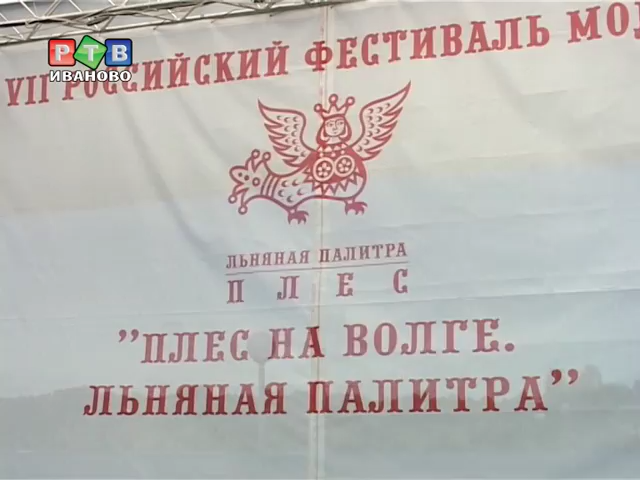 РТВ
ИВАНОВО
VII РОССИЙСКИЙ ФЕСТИВАЛЬ
ЛЬНЯНАЯ ПАЛИТРА
ПЛЕС
"ПЛЕС НА ВОЛГЕ.
ЛЬНЯНАЯ ПАЛИТРА"